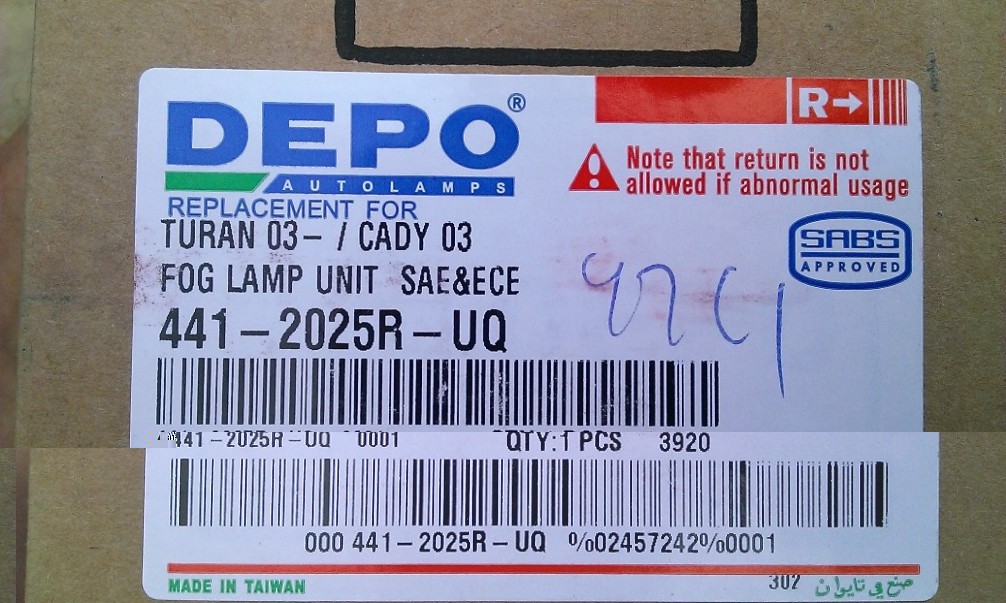 DEPO®
AUTOLAMPS
R→
Note that return is not
allowed if abnormal usage
REPLACEMENT FOR
TURAN 03- / CADY 03
FOG LAMP UNIT SAE&ECE
SABS
APPROVED
441-2025R-UQ
441-2025R-UQ 0001 QTY:1 PCS 3920
000 441-2025R-UQ %02457242%0001
MADE IN TAIWAN 302 صنع في تايوان